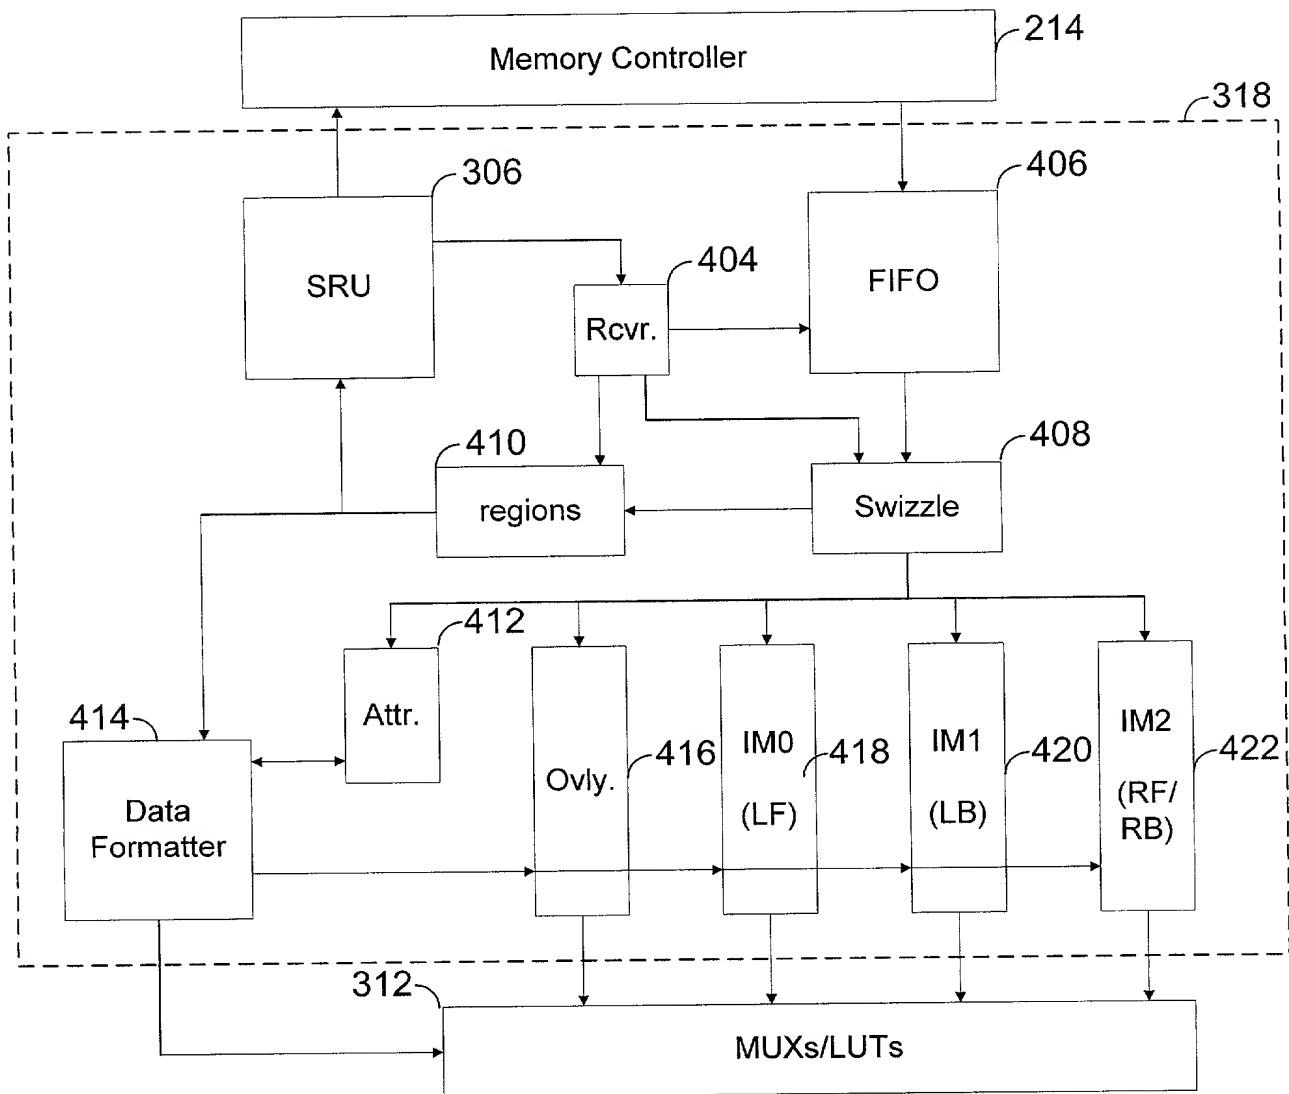 Memory Controller
214
318
306
406
SRU
404
FIFO
Rcvr.
410
408
regions
Swizzle
412
414
Attr.
Data
Formatter
Ovly.
416
IM0
(LF)
418
IM1
(LB)
420
IM2
(RF/
RB)
422
312
MUXs/LUTs